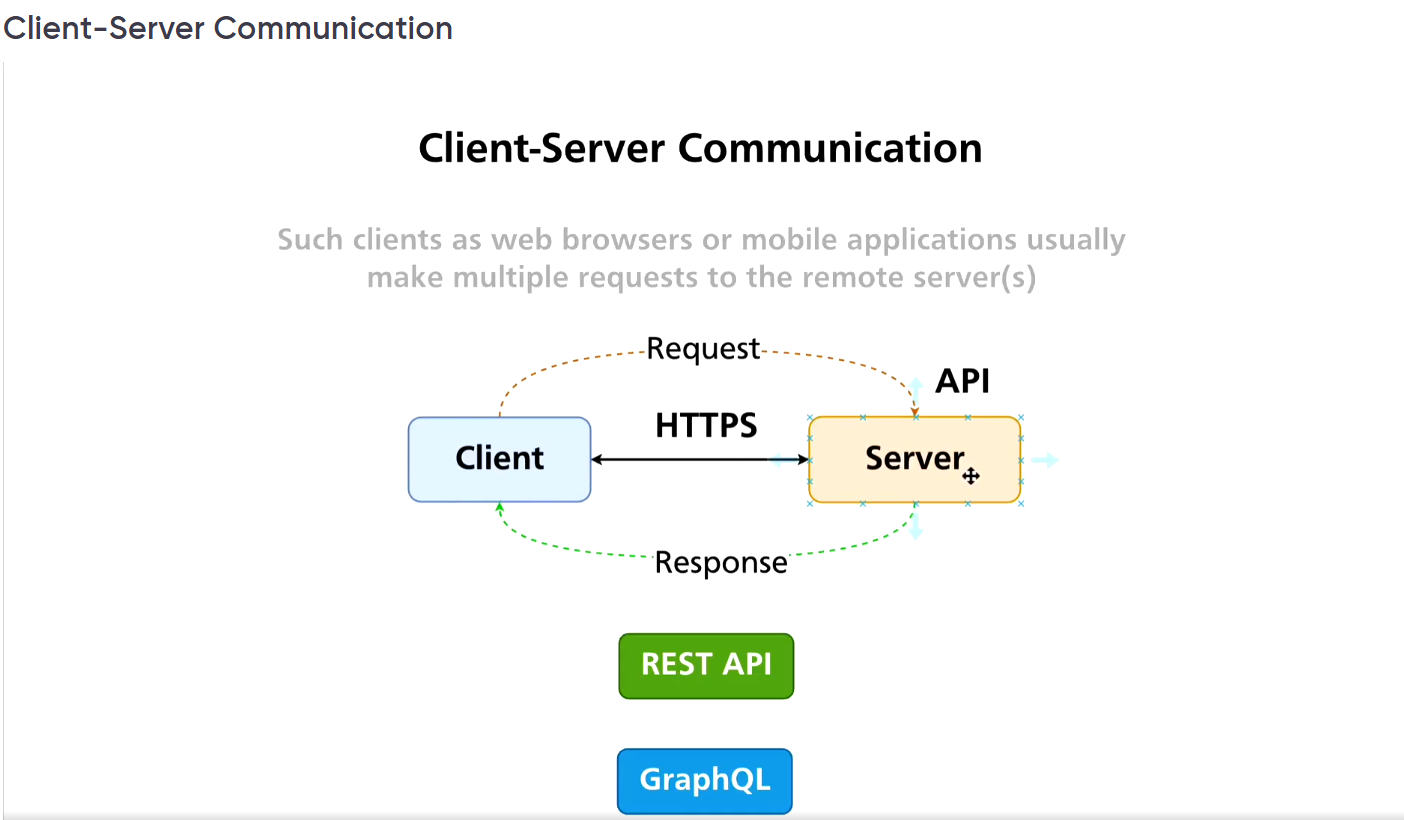 Client-Server Communication
Client-Server Communication
Such clients as web browsers or mobile applications usually
make multiple requests to the remote server(s)
Request
API
HTTPS
Client
Server
Response
REST API
GraphQL